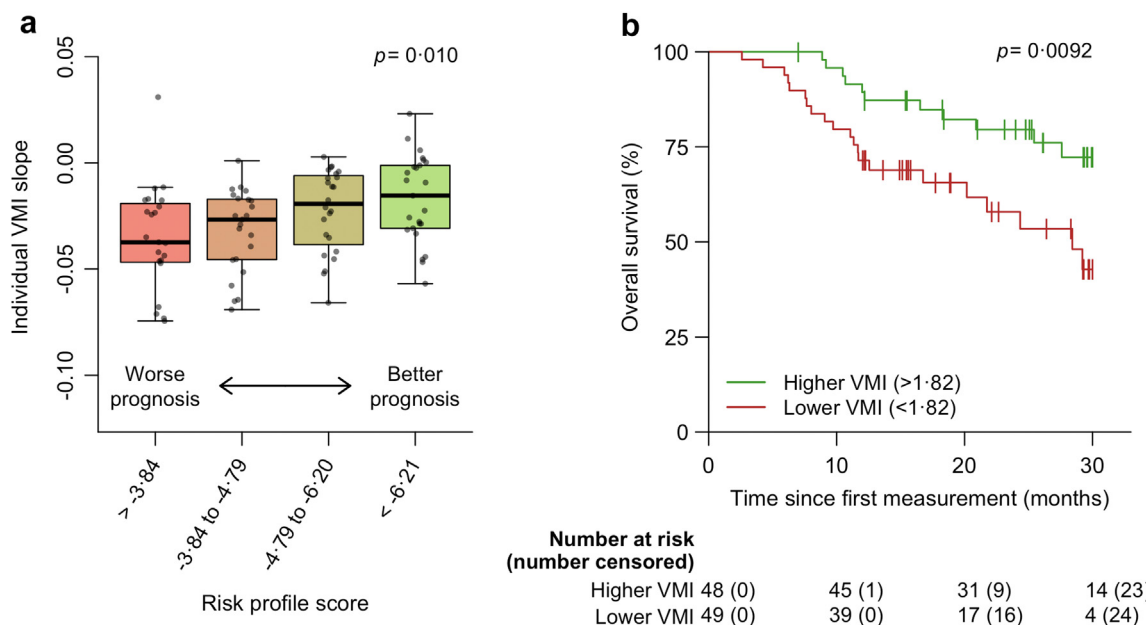 a
p= 0·010
Individual VMI slope
0.05
0.00
-0.05
-0.10
Worse
prognosis
Better
prognosis
> -3·84
-3·84 to -4·79
-4·79 to -6·20
< -6·21
Risk profile score
b
p= 0·0092
Overall survival (%)
100
75
50
25
0
Higher VMI (>1·82)
Lower VMI (<1·82)
0 10 20 30
Time since first measurement (months)
Number at risk
(number censored)
Higher VMI 48 (0) 45 (1) 31 (9) 14 (23)
Lower VMI 49 (0) 39 (0) 17 (16) 4 (24)